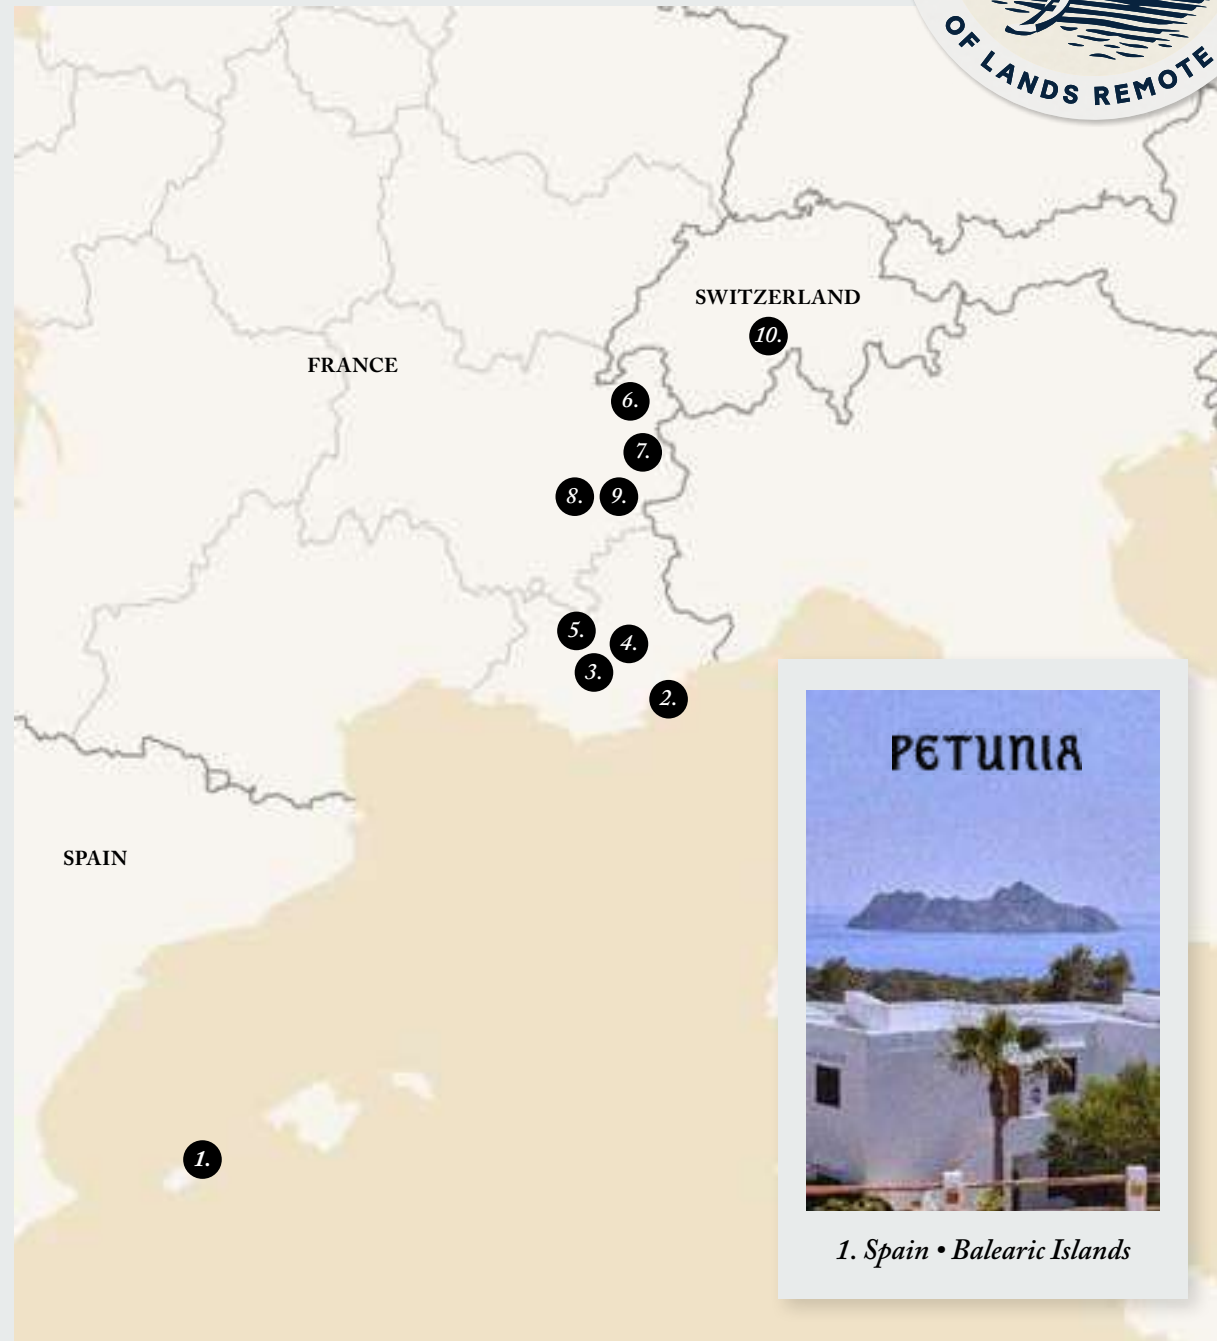 OF LANDS REMOTE
SWITZERLAND
10.
FRANCE
6.
7.
8. 9.
5. 4.
3.
2.
PETUNIA
SPAIN
1.
1. Spain • Balearic Islands